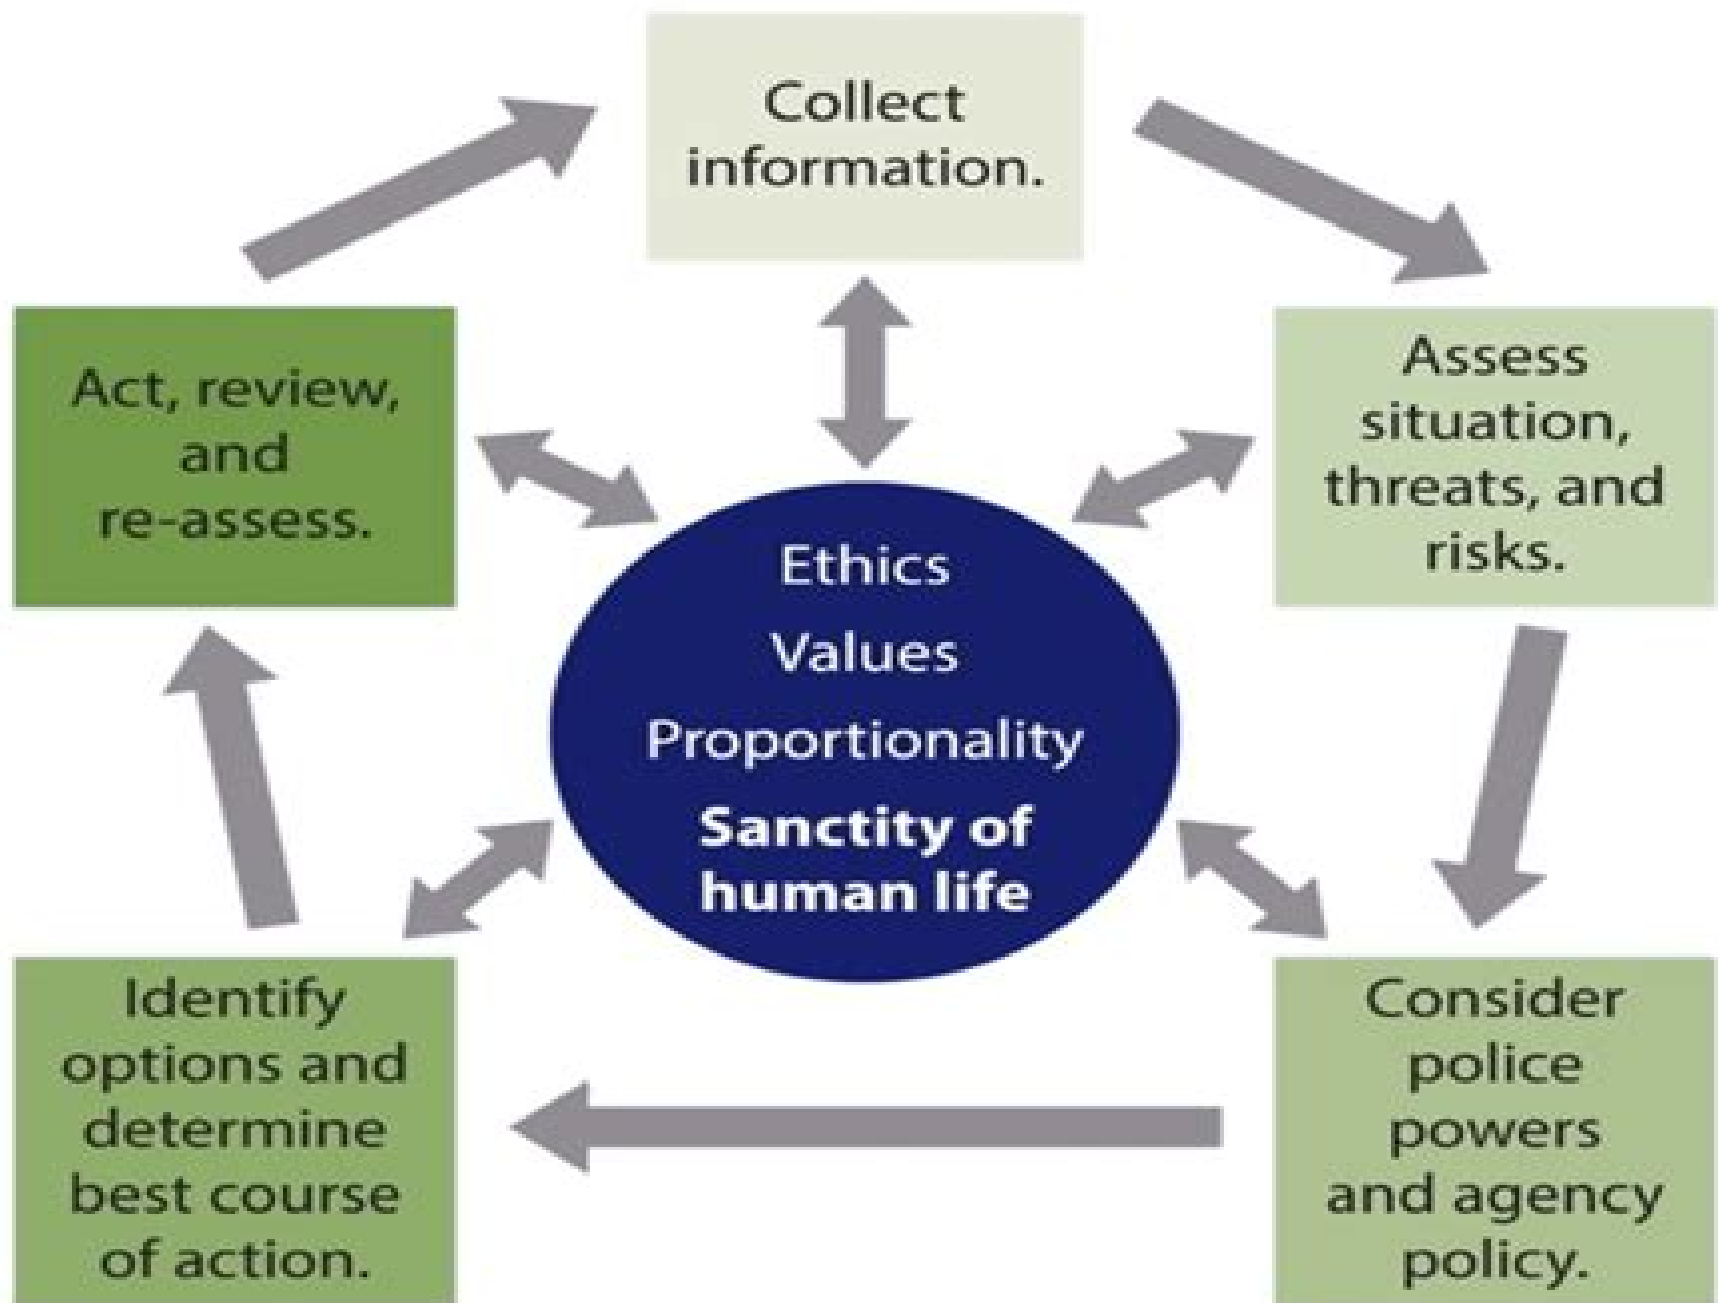 Collect
information.
Assess
situation,
threats, and
risks.
Consider
police
powers
and agency
policy.
Identify
options and
determine
best course
of action.
Act, review,
and
re-assess.
Ethics
Values
Proportionality
Sanctity of
human life